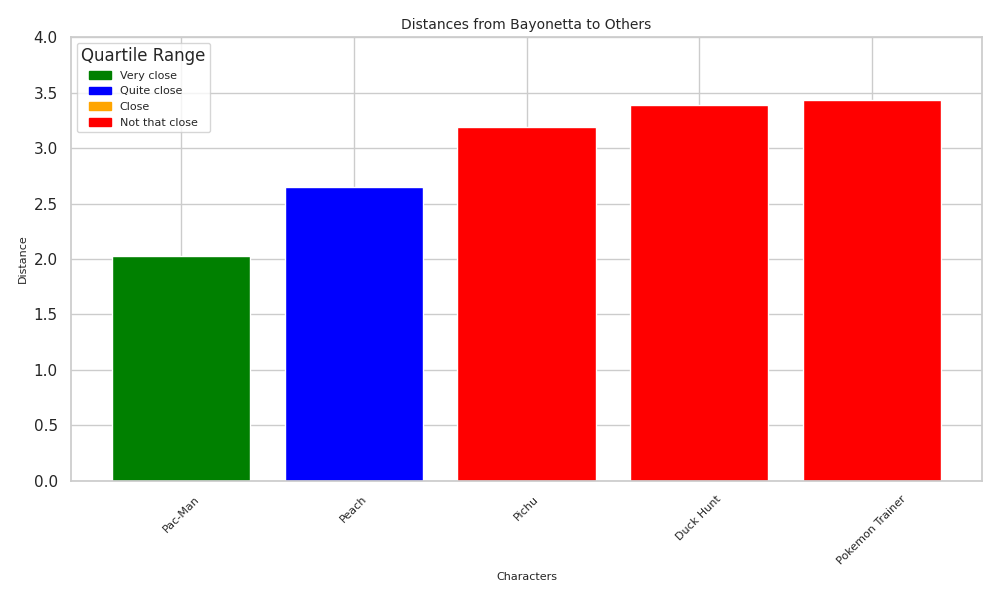 Distances from Bayonetta to Others
Quartile Range
Very close
Quite close
Close
Not that close
4.0
3.5
3.0
2.5
2.0
1.5
1.0
0.5
0.0
Distance
Pac-Man
Peach
Pichu
Duck Hunt
Pokemon Trainer
Characters